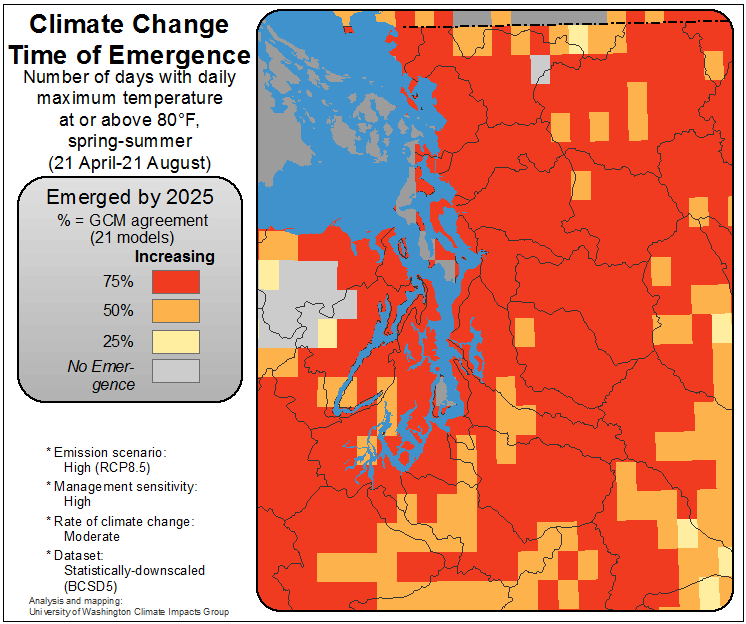 Climate Change
Time of Emergence
Number of days with daily
maximum temperature
at or above 80°F,
spring-summer
(21 April-21 August)
Emerged by 2025
% = GCM agreement
(21 models)
Increasing
75%
50%
25%
No Emer-
gence
* Emission scenario:
High (RCP8.5)
* Management sensitivity:
High
* Rate of climate change:
Moderate
* Dataset:
Statistically-downscaled
(BCSD5)
Analysis and mapping:
University of Washington Climate Impacts Group